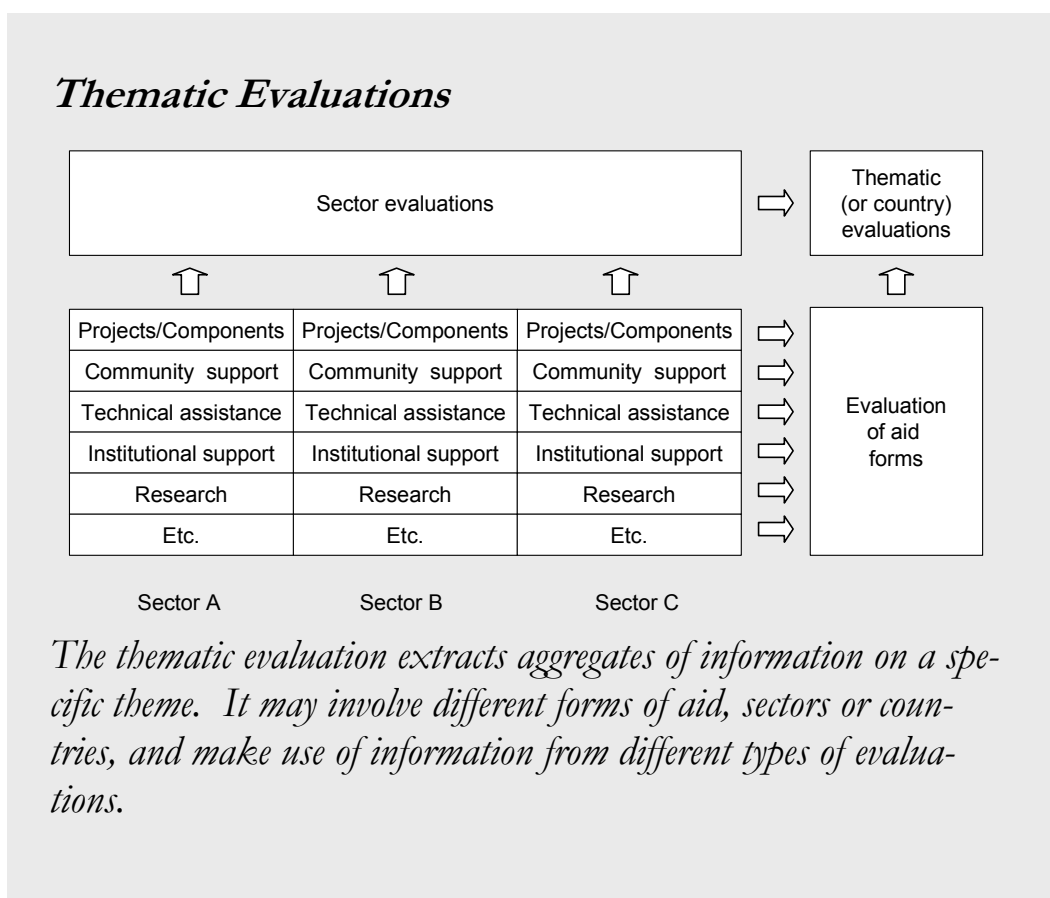 Thematic Evaluations
Sector evaluations
Thematic
(or country)
evaluations
Projects/Components Projects/Components Projects/Components
Community support Community support Community support
Technical assistance Technical assistance Technical assistance
Institutional support Institutional support Institutional support
Research Research Research
Etc. Etc. Etc.
Evaluation
of aid
forms
Sector A Sector B Sector C
The thematic evaluation extracts aggregates of information on a spe-
cific theme. It may involve different forms of aid, sectors or coun-
tries, and make use of information from different types of evalua-
tions.